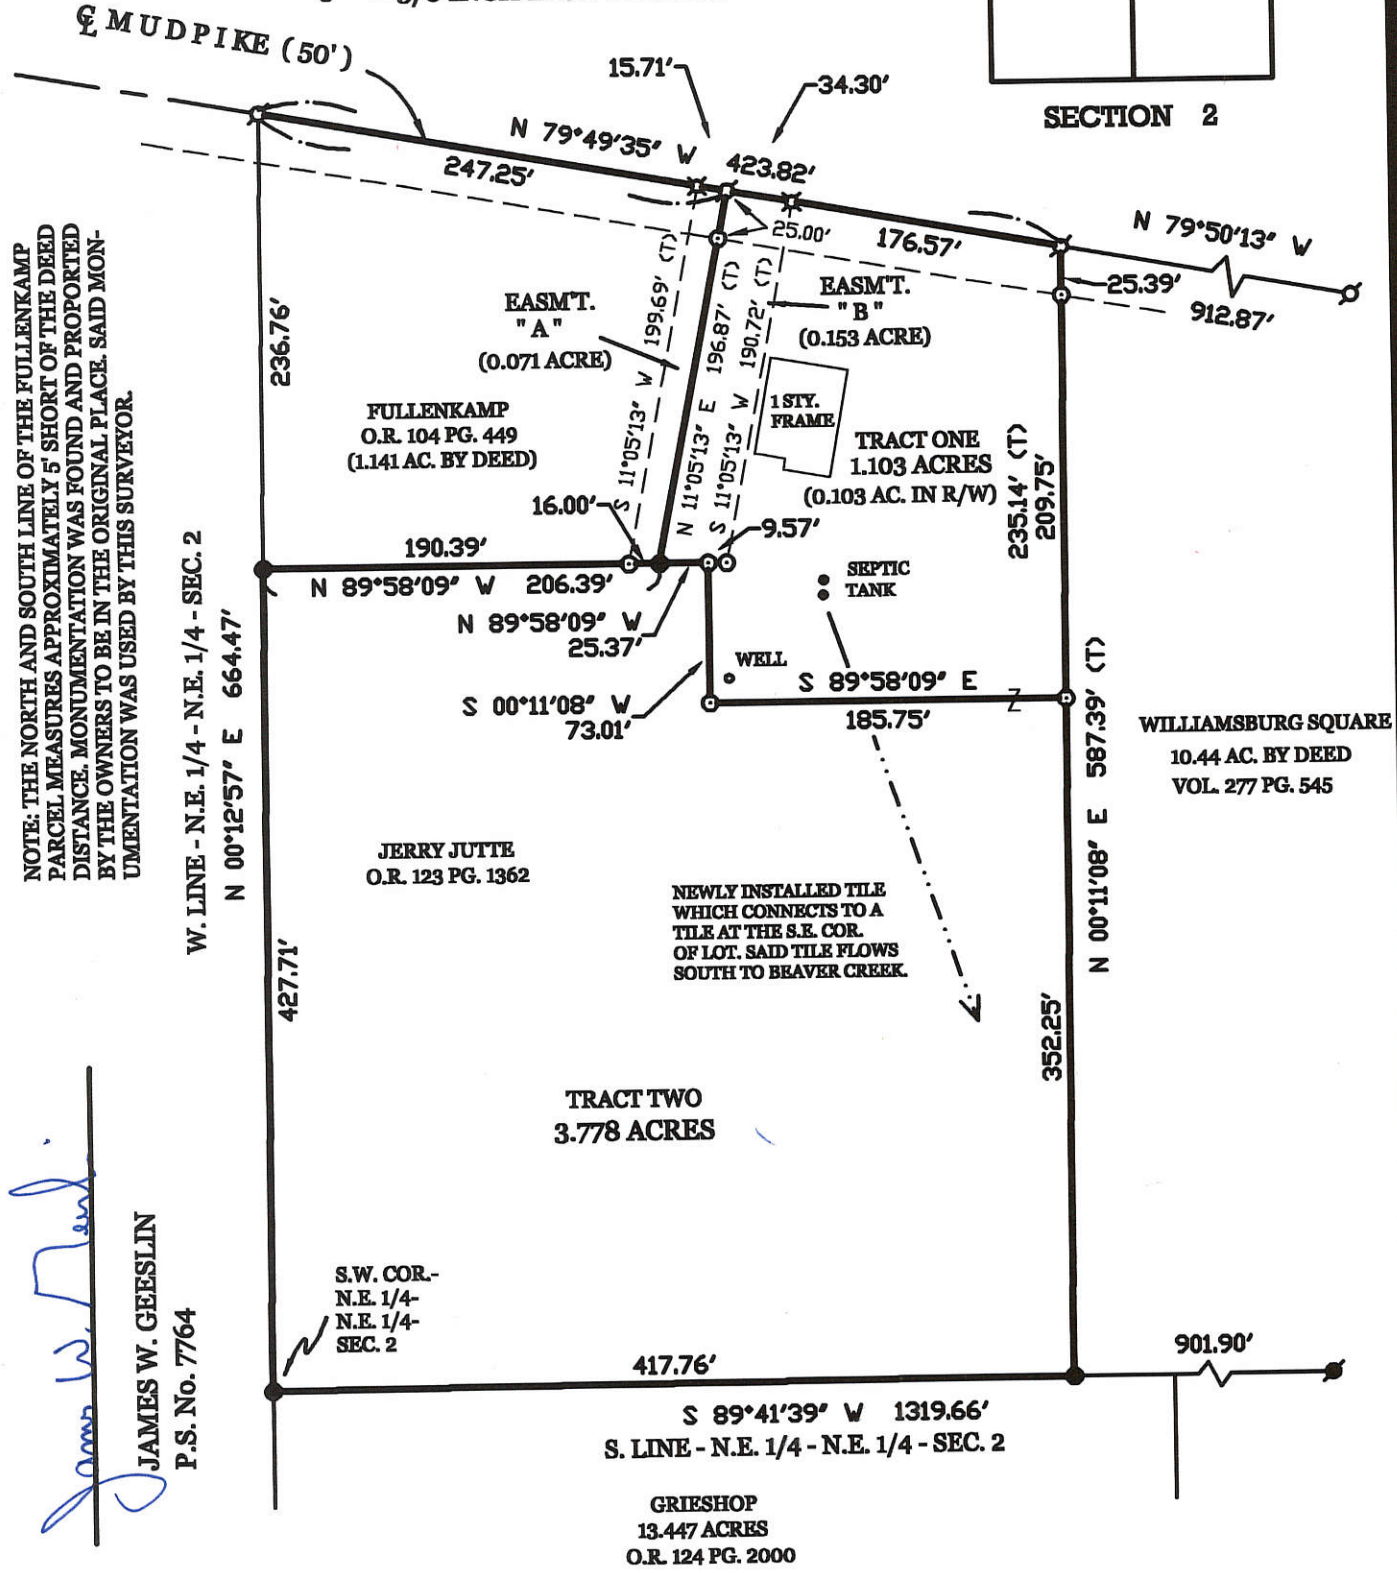 ℄ MUDPIKE (50')
15.71'
34.30'
SECTION 2
N 79°49'35" W
423.82'
247.25'
25.00'
176.57'
N 79°50'13" W
25.39'
912.87'
236.76'
EASM'T.
"A"
(0.071 ACRE)
S 11°05'13" W 199.69' (T)
N 11°05'13" E 196.87' (T)
S 11°05'13" W 190.72' (T)
EASM'T.
"B"
(0.153 ACRE)
1 STY.
FRAME
FULLENKAMP
O.R. 104 PG. 449
(1.141 AC. BY DEED)
TRACT ONE
1.103 ACRES
(0.103 AC. IN R/W)
235.14' (T)
209.75'
16.00'
9.57'
190.39'
N 89°58'09" W 206.39'
N 89°58'09" W
25.37'
SEPTIC
TANK
WELL
S 00°11'08" W
73.01'
S 89°58'09" E
185.75'
NOTE: THE NORTH AND SOUTH LINE OF THE FULLENKAMP
PARCEL MEASURES APPROXIMATELY 5' SHORT OF THE DEED
DISTANCE. MONUMENTATION WAS FOUND AND PROPORTED
BY THE OWNERS TO BE IN THE ORIGINAL PLACE. SAID MON-
UMENTATION WAS USED BY THIS SURVEYOR.
W. LINE - N.E. 1/4 - N.E. 1/4 - SEC. 2
N 00°12'57" E 664.47'
427.71'
N 00°11'08" E 587.39' (T)
352.25'
WILLIAMSBURG SQUARE
10.44 AC. BY DEED
VOL. 277 PG. 545
JERRY JUTTE
O.R. 123 PG. 1362
NEWLY INSTALLED TILE
WHICH CONNECTS TO A
TILE AT THE S.E. COR.
OF LOT. SAID TILE FLOWS
SOUTH TO BEAVER CREEK.
TRACT TWO
3.778 ACRES
JAMES W. GEESLIN
P.S. No. 7764
S.W. COR.-
N.E. 1/4-
N.E. 1/4-
SEC. 2
417.76'
901.90'
S 89°41'39" W 1319.66'
S. LINE - N.E. 1/4 - N.E. 1/4 - SEC. 2
GRIESHOP
13.447 ACRES
O.R. 124 PG. 2000